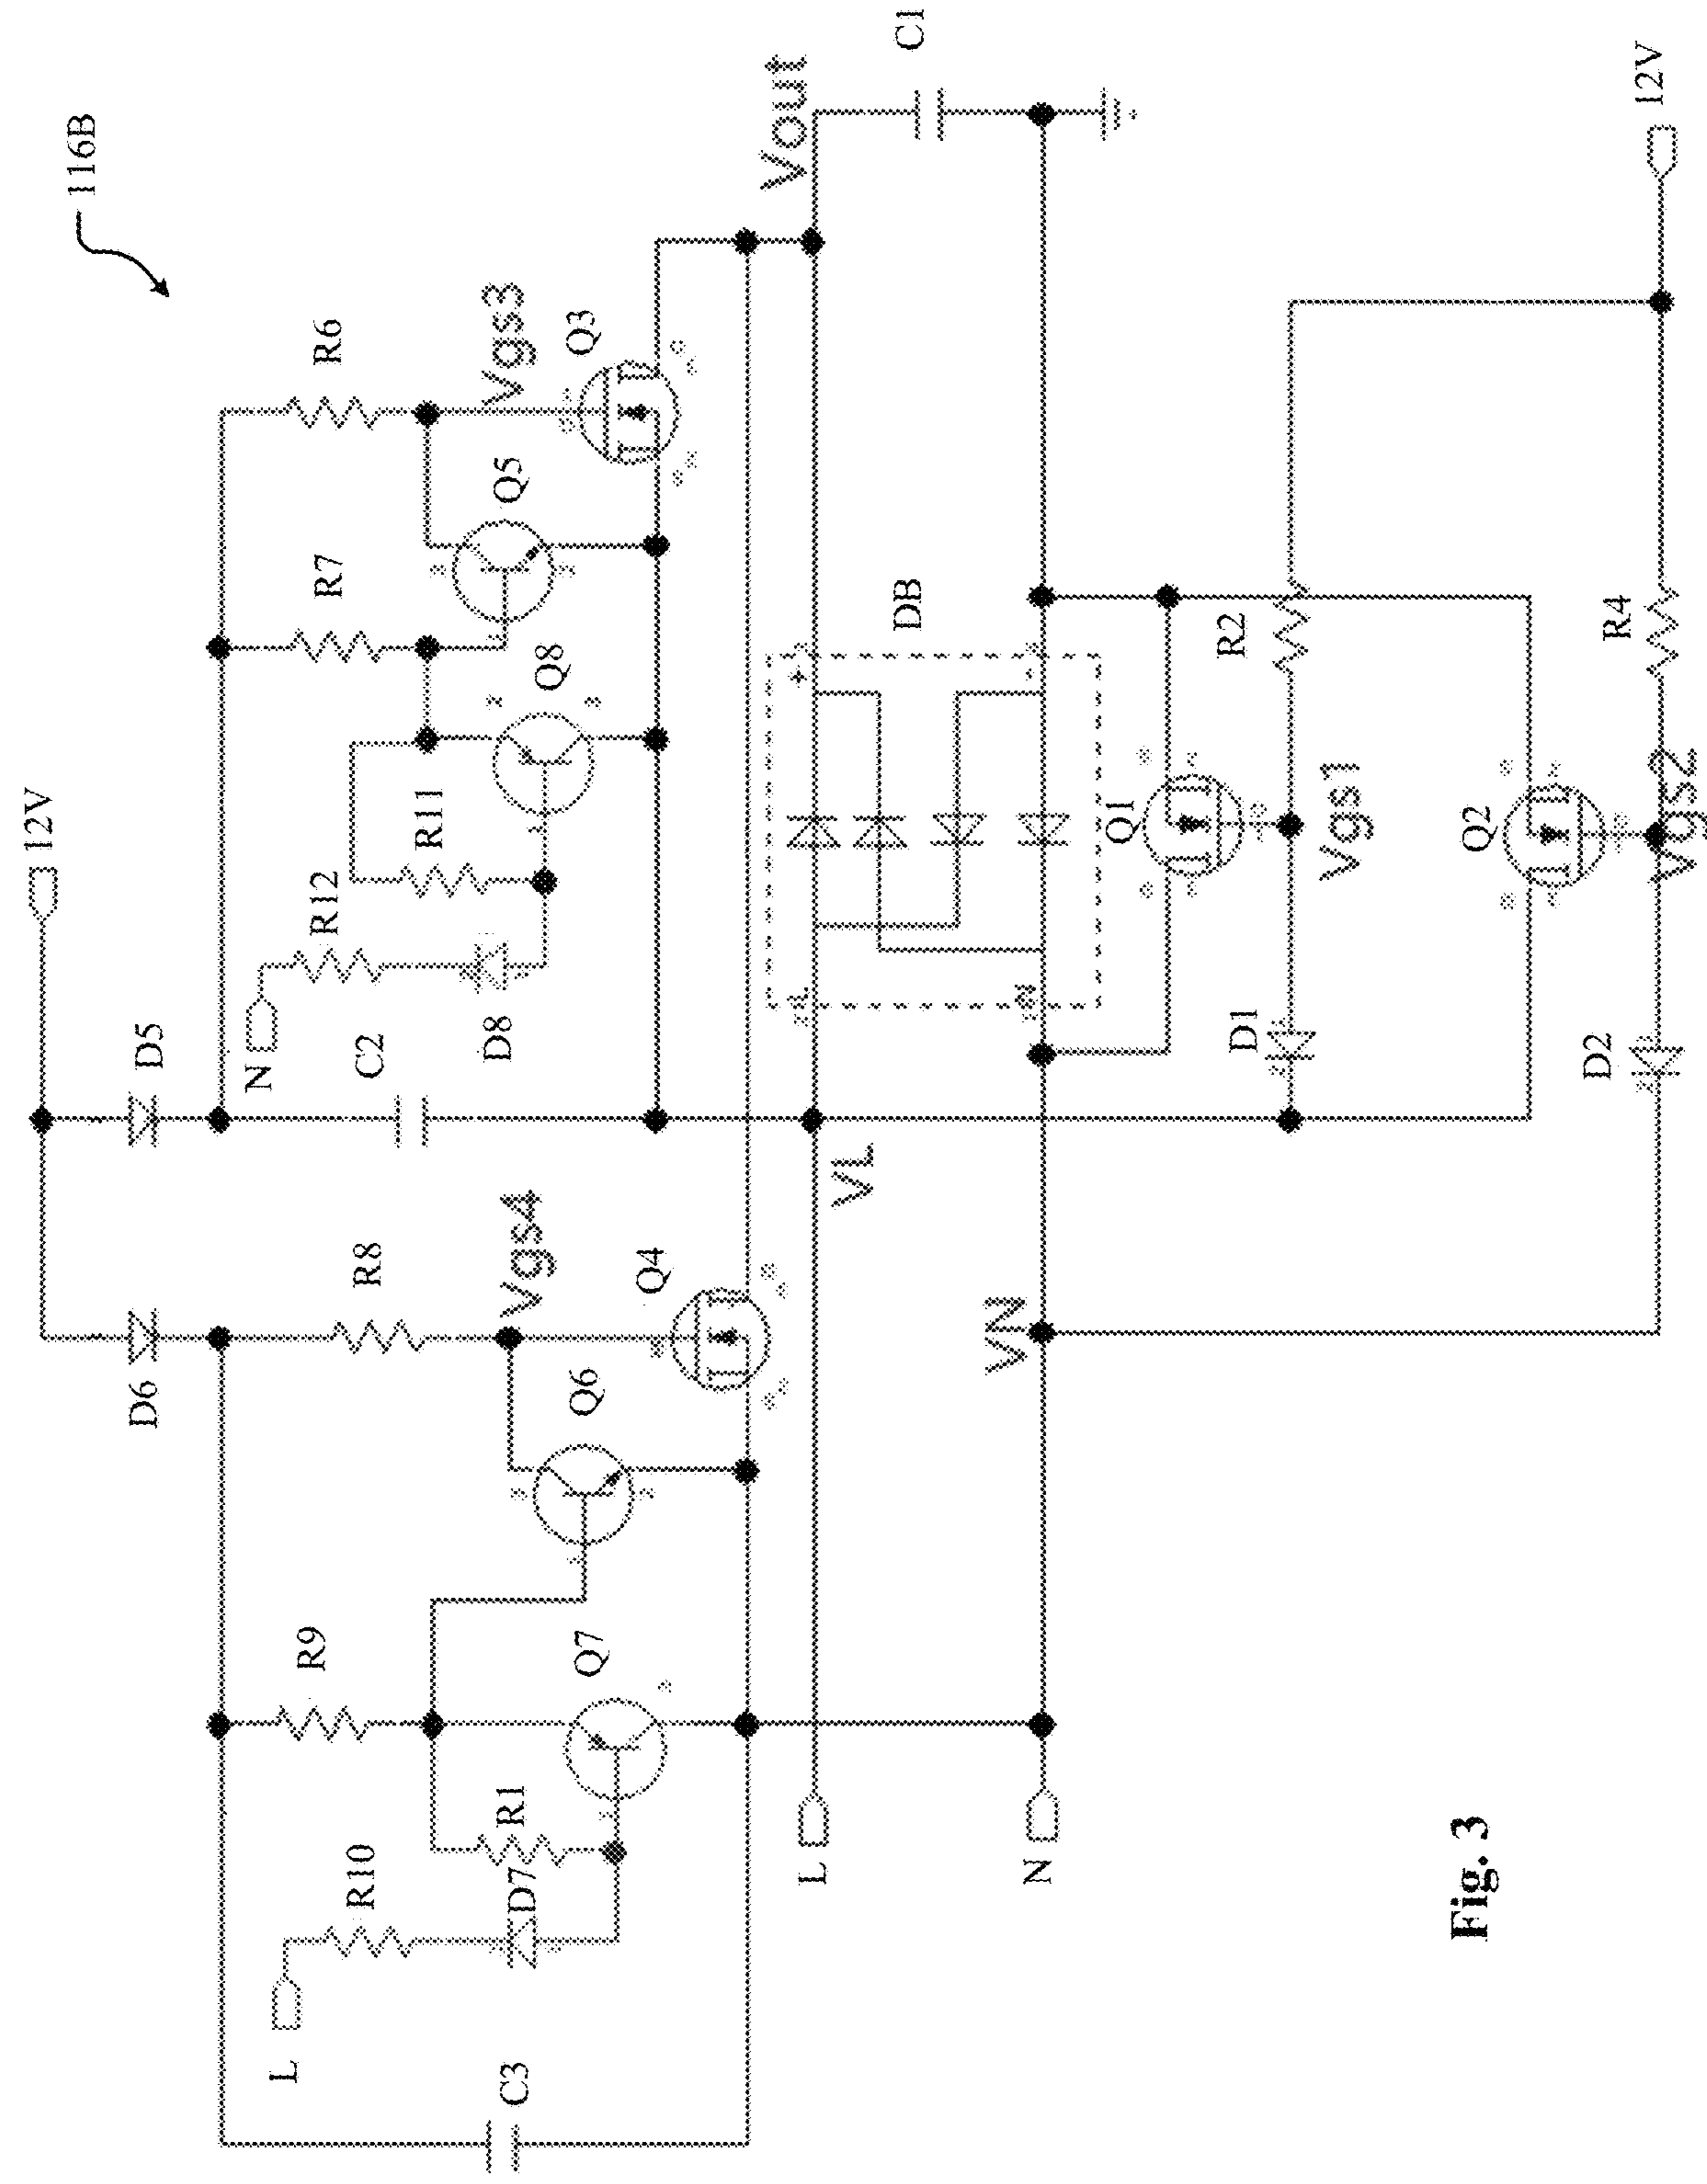 116B
12V
D6
D5
R9
R8
R7
R6
R10
R1
D7
L
C3
Q7
Q6
Vgs4
Q4
C2
N
R12
R11
D8
Q8
Q5
Vgs3
Q3
L
VL
Vout
C1
DB
+
-
N
VN
Q1
D1
Vgs1
R2
Q2
D2
Vgs2
R4
12V
Fig. 3